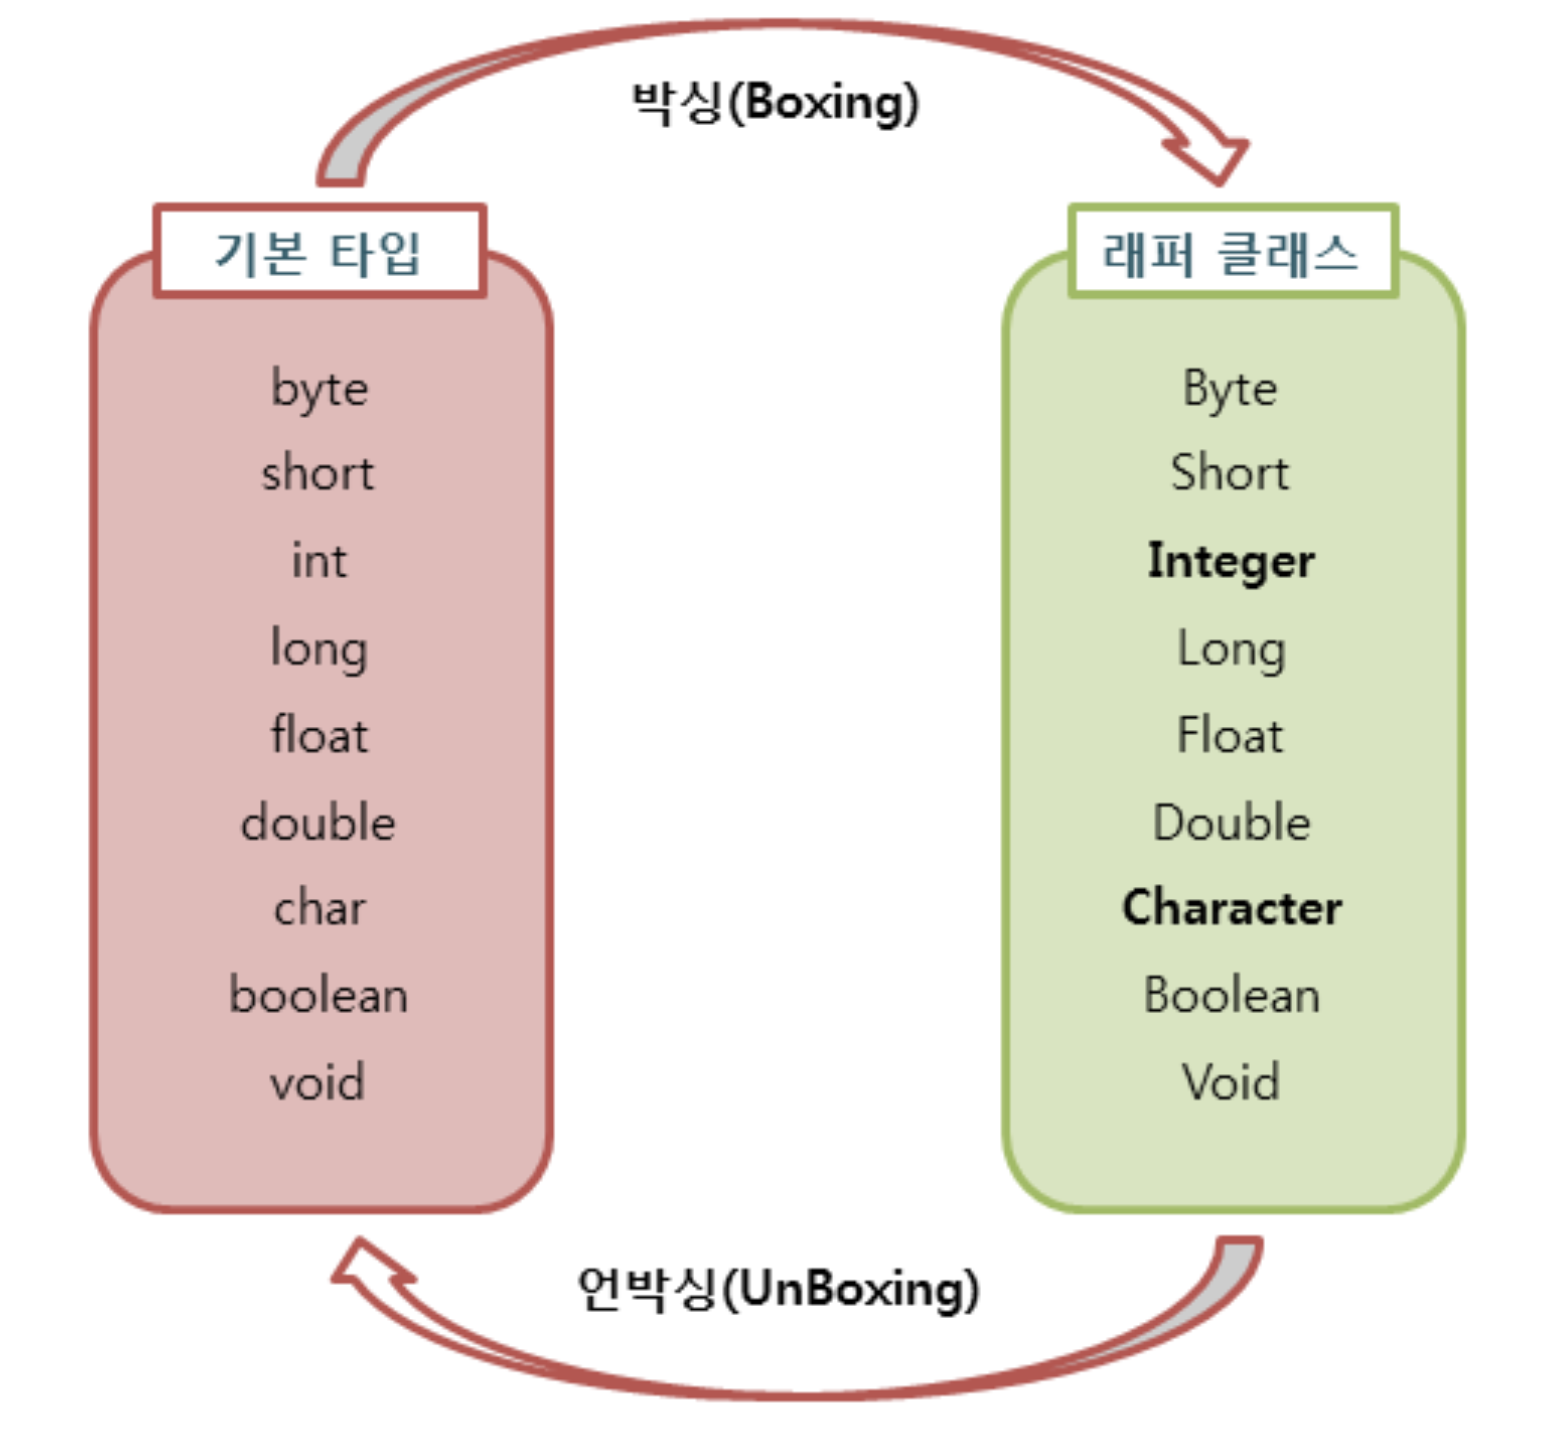 박싱(Boxing)
기본 타입
byte
short
int
long
float
double
char
boolean
void
래퍼 클래스
Byte
Short
Integer
Long
Float
Double
Character
Boolean
Void
언박싱(UnBoxing)